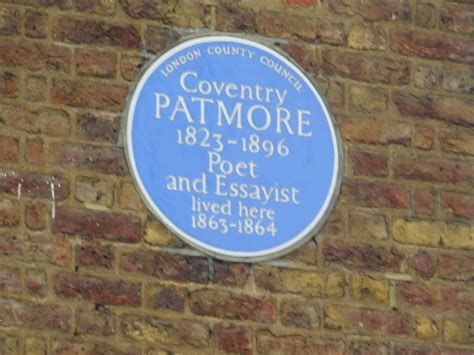 LONDON COUNTY COUNCIL
Coventry
PATMORE
1823-1896
Poet
and Essayist
lived here
1863-1864